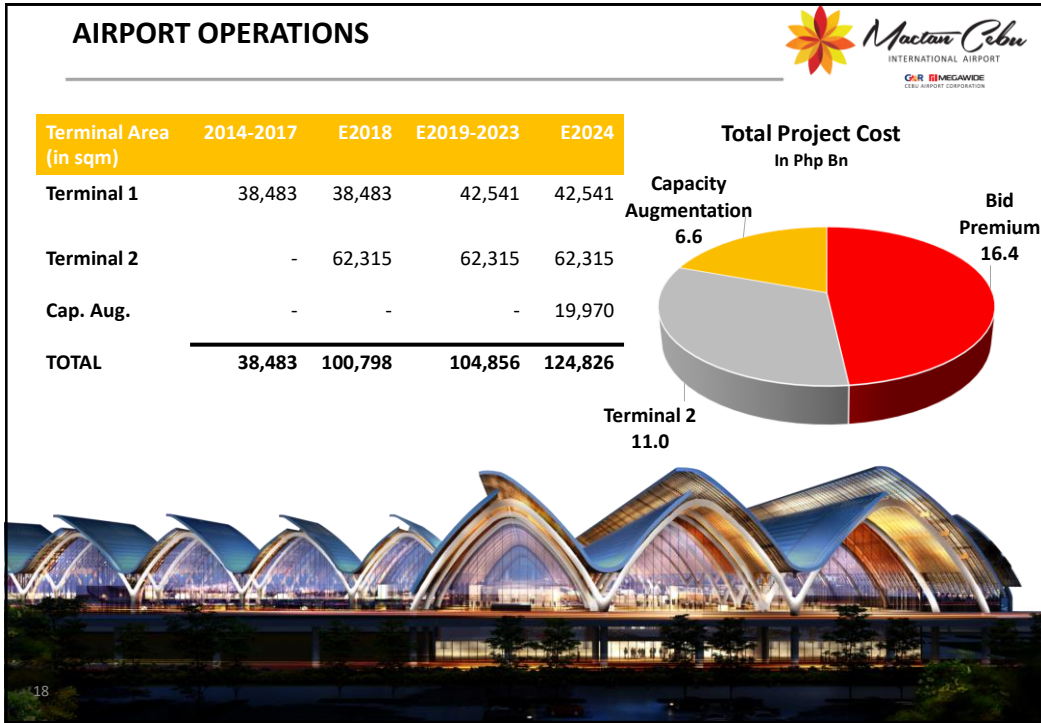 AIRPORT OPERATIONS
Mactan Cebu
INTERNATIONAL AIRPORT
GMR MEGAWIDE
CEBU AIRPORT CORPORATION
Terminal Area (in sqm) 2014-2017 E2018 E2019-2023 E2024
Terminal 1 38,483 38,483 42,541 42,541
Terminal 2 - 62,315 62,315 62,315
Cap. Aug. - - - 19,970
TOTAL 38,483 100,798 104,856 124,826
Total Project Cost
In Php Bn
Capacity
Augmentation
6.6
Bid
Premium
16.4
Terminal 2
11.0
18